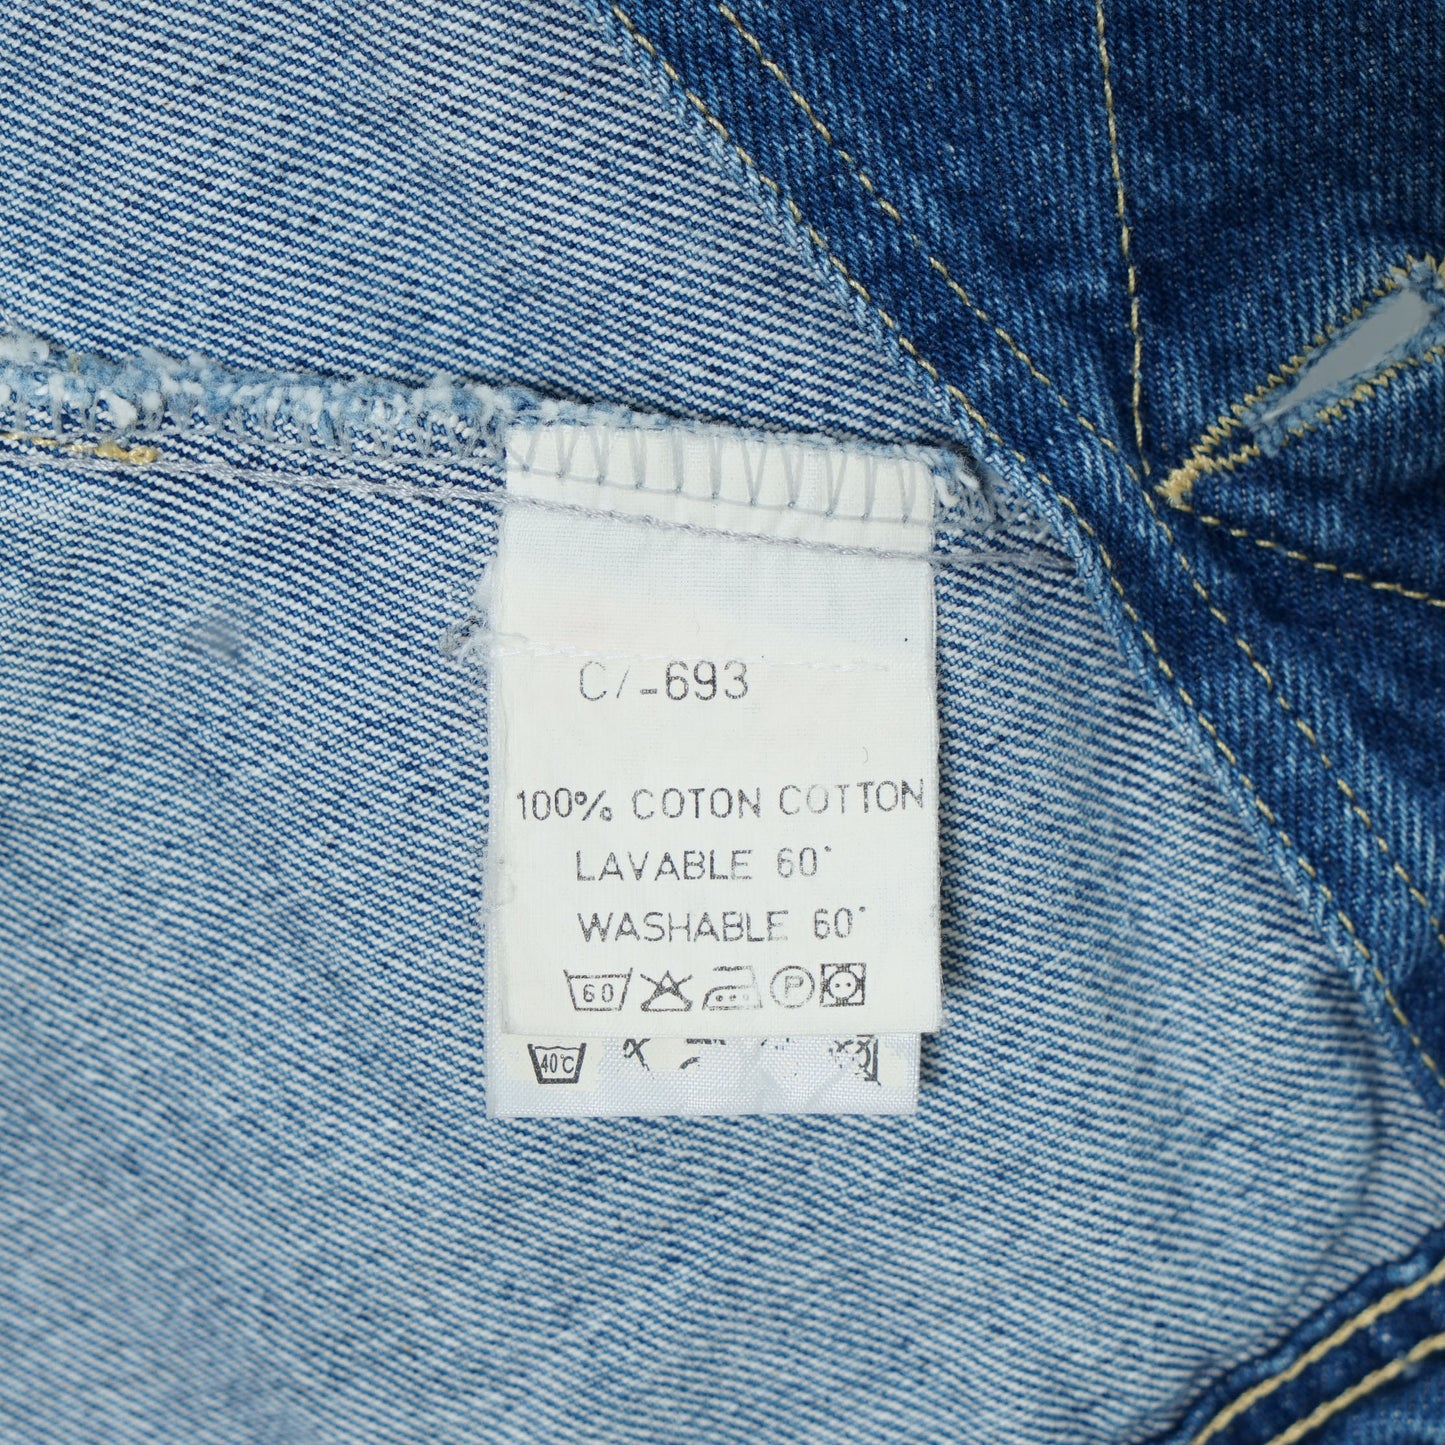 C/-693
100% COTON COTTON
LAVABLE 60°
WASHABLE 60°
60 P
40°C